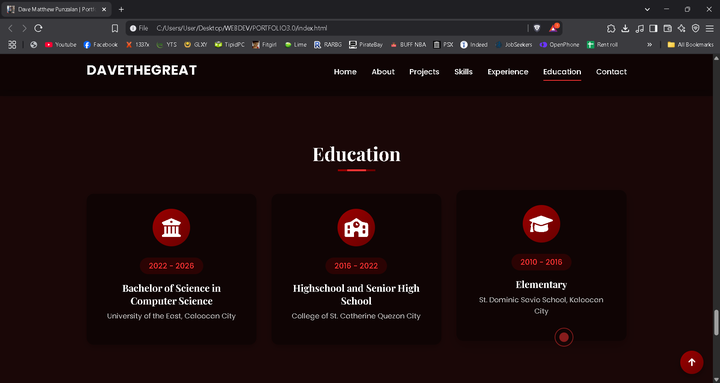 Dave Matthew Punzalan | Portfo
File
C:/Users/User/Desktop/WEBDEV/PORTFOLIO3.0/index.html
Youtube
Facebook
1337x
YTS
GLXY
TipidPC
Fitgirl
Lime
RARBG
PirateBay
BUFF NBA
PSX
Indeed
JobSeekers
OpenPhone
Rent roll
»
All Bookmarks
DAVETHEGREAT
Home
About
Projects
Skills
Experience
Education
Contact
Education
2022 - 2026
Bachelor of Science in
Computer Science
University of the East, Caloocan City
2016 - 2022
Highschool and Senior High
School
College of St. Catherine Quezon City
2010 - 2016
Elementary
St. Dominic Savio School, Kaloocan
City